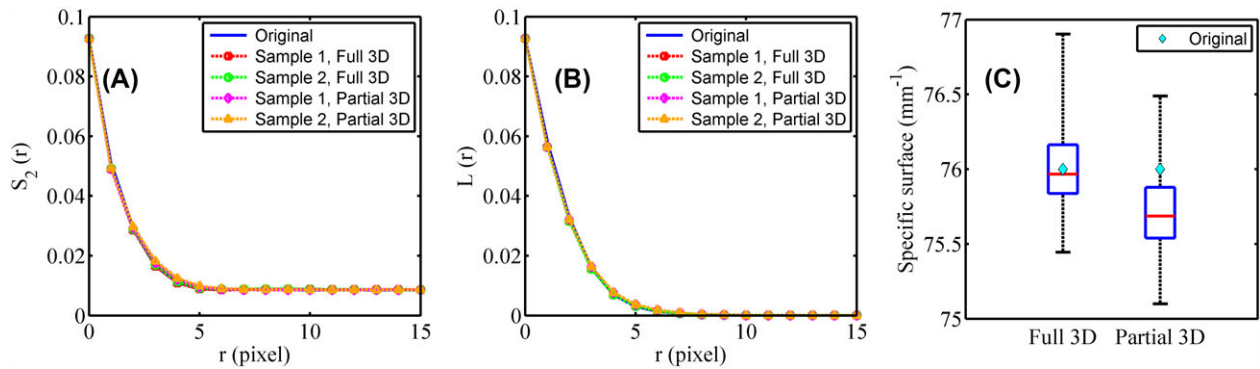 (A)
S2 (r)
0.1
0.08
0.06
0.04
0.02
0
0 5 10 15
r (pixel)
Original
Sample 1, Full 3D
Sample 2, Full 3D
Sample 1, Partial 3D
Sample 2, Partial 3D
(B)
L (r)
0.1
0.08
0.06
0.04
0.02
0
0 5 10 15
r (pixel)
Original
Sample 1, Full 3D
Sample 2, Full 3D
Sample 1, Partial 3D
Sample 2, Partial 3D
(C)
Specific surface (mm⁻¹)
77
76.5
76
75.5
75
Full 3D Partial 3D
Original